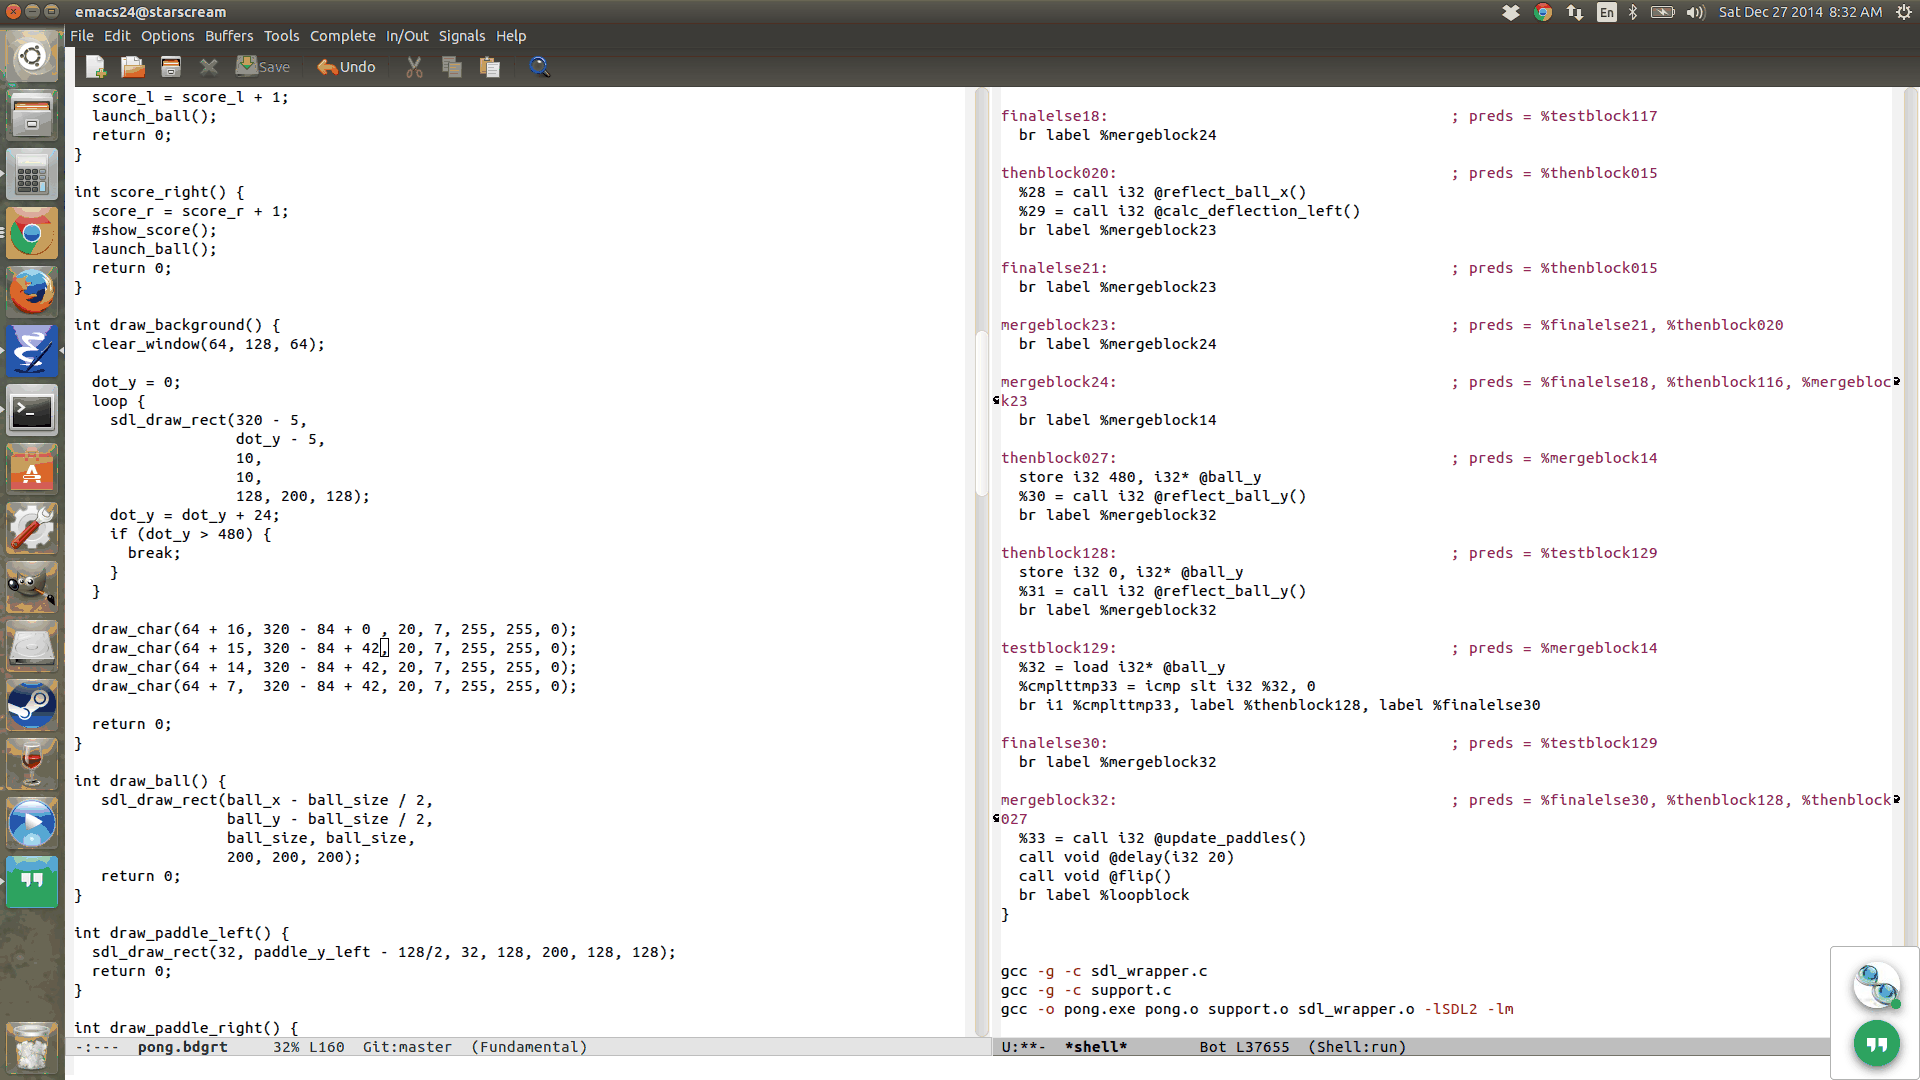 emacs24@starscream
En
Sat Dec 27 2014 8:32 AM
File Edit Options Buffers Tools Complete In/Out Signals Help
Save Undo
  score_l = score_l + 1;
  launch_ball();
  return 0;
}

int score_right() {
  score_r = score_r + 1;
  #show_score();
  launch_ball();
  return 0;
}

int draw_background() {
  clear_window(64, 128, 64);

  dot_y = 0;
  loop {
    sdl_draw_rect(320 - 5,
                  dot_y - 5,
                  10,
                  10,
                  128, 200, 128);
    dot_y = dot_y + 24;
    if (dot_y > 480) {
      break;
    }
  }

  draw_char(64 + 16, 320 - 84 + 0 , 20, 7, 255, 255, 0);
  draw_char(64 + 15, 320 - 84 + 42, 20, 7, 255, 255, 0);
  draw_char(64 + 14, 320 - 84 + 42, 20, 7, 255, 255, 0);
  draw_char(64 + 7,  320 - 84 + 42, 20, 7, 255, 255, 0);

  return 0;
}

int draw_ball() {
   sdl_draw_rect(ball_x - ball_size / 2,
                 ball_y - ball_size / 2,
                 ball_size, ball_size,
                 200, 200, 200);
   return 0;
}

int draw_paddle_left() {
  sdl_draw_rect(32, paddle_y_left - 128/2, 32, 128, 200, 128, 128);
  return 0;
}

int draw_paddle_right() {
-:---  pong.bdgrt     32% L160  Git:master  (Fundamental)
finalelse18:                                      ; preds = %testblock117
  br label %mergeblock24

thenblock020:                                     ; preds = %thenblock015
  %28 = call i32 @reflect_ball_x()
  %29 = call i32 @calc_deflection_left()
  br label %mergeblock23

finalelse21:                                      ; preds = %thenblock015
  br label %mergeblock23

mergeblock23:                                     ; preds = %finalelse21, %thenblock020
  br label %mergeblock24

mergeblock24:                                     ; preds = %finalelse18, %thenblock116, %mergebloc
k23
  br label %mergeblock14

thenblock027:                                     ; preds = %mergeblock14
  store i32 480, i32* @ball_y
  %30 = call i32 @reflect_ball_y()
  br label %mergeblock32

thenblock128:                                     ; preds = %testblock129
  store i32 0, i32* @ball_y
  %31 = call i32 @reflect_ball_y()
  br label %mergeblock32

testblock129:                                     ; preds = %mergeblock14
  %32 = load i32* @ball_y
  %cmplttmp33 = icmp slt i32 %32, 0
  br i1 %cmplttmp33, label %thenblock128, label %finalelse30

finalelse30:                                      ; preds = %testblock129
  br label %mergeblock32

mergeblock32:                                     ; preds = %finalelse30, %thenblock128, %thenblock
027
  %33 = call i32 @update_paddles()
  call void @delay(i32 20)
  call void @flip()
  br label %loopblock
}

gcc -g -c sdl_wrapper.c
gcc -g -c support.c
gcc -o pong.exe pong.o support.o sdl_wrapper.o -lSDL2 -lm
U:**-  *shell*        Bot L37655  (Shell:run)